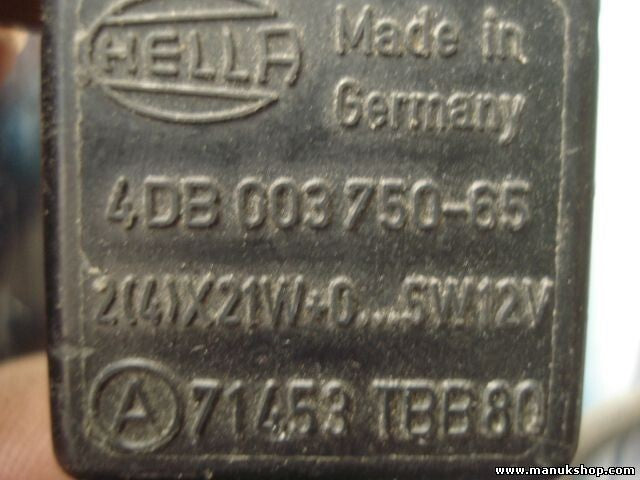 HELLA
Made in
Germany
4DB 003 750-65
2(4)X21W+0....5W12V
A 71453 TBB80
www.manukshop.com